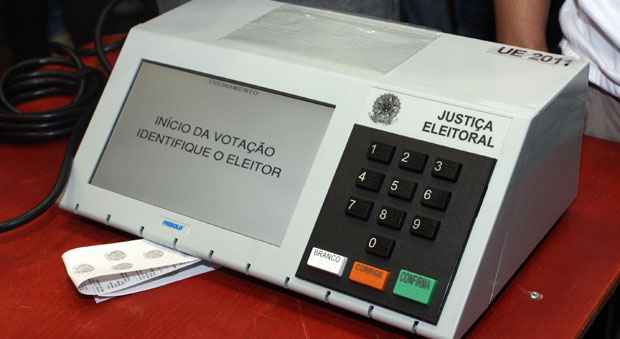 UE 2011
TREINAMENTO
INÍCIO DA VOTAÇÃO
IDENTIFIQUE O ELEITOR
JUSTIÇA
ELEITORAL
1 2 3
4 5 6
7 8 9
0
BRANCO CORRIGE CONFIRMA